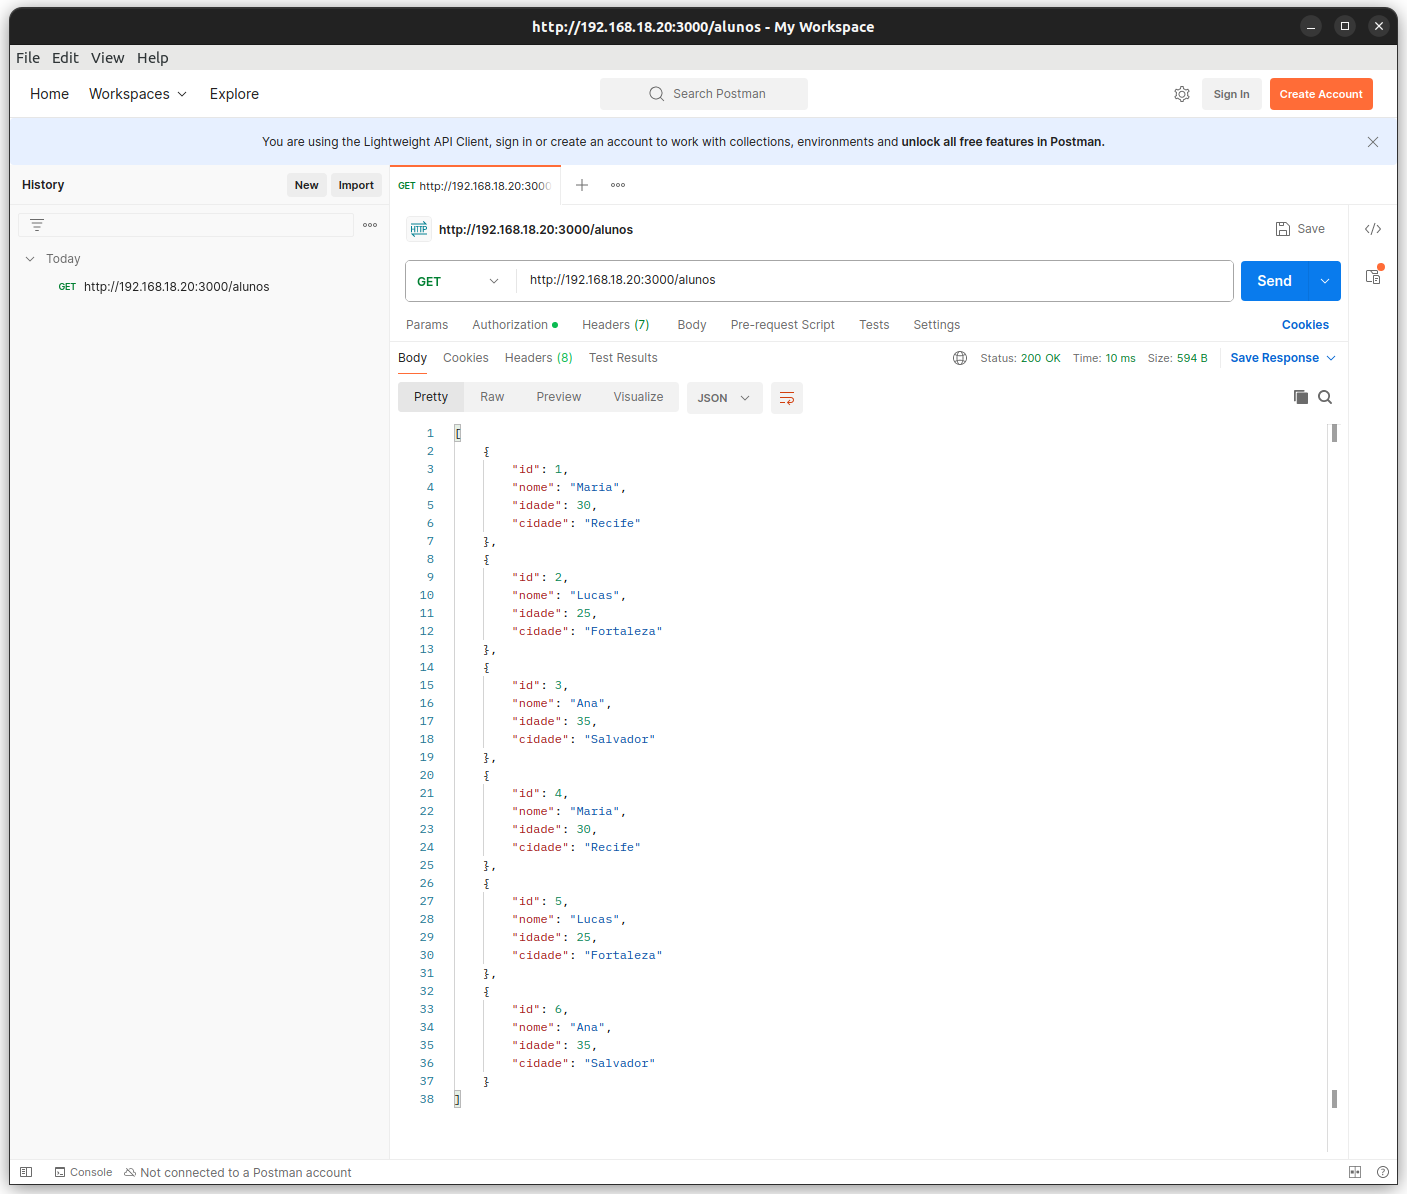 http://192.168.18.20:3000/alunos - My Workspace
File Edit View Help
Home Workspaces Explore Search Postman Sign In Create Account
You are using the Lightweight API Client, sign in or create an account to work with collections, environments and unlock all free features in Postman.
History New Import
GET http://192.168.18.20:3000
Today
GET http://192.168.18.20:3000/alunos
HTTP http://192.168.18.20:3000/alunos Save
GET http://192.168.18.20:3000/alunos Send
Params Authorization Headers (7) Body Pre-request Script Tests Settings Cookies
Body Cookies Headers (8) Test Results Status: 200 OK Time: 10 ms Size: 594 B Save Response
Pretty Raw Preview Visualize JSON
1 [
2 {
3 "id": 1,
4 "nome": "Maria",
5 "idade": 30,
6 "cidade": "Recife"
7 },
8 {
9 "id": 2,
10 "nome": "Lucas",
11 "idade": 25,
12 "cidade": "Fortaleza"
13 },
14 {
15 "id": 3,
16 "nome": "Ana",
17 "idade": 35,
18 "cidade": "Salvador"
19 },
20 {
21 "id": 4,
22 "nome": "Maria",
23 "idade": 30,
24 "cidade": "Recife"
25 },
26 {
27 "id": 5,
28 "nome": "Lucas",
29 "idade": 25,
30 "cidade": "Fortaleza"
31 },
32 {
33 "id": 6,
34 "nome": "Ana",
35 "idade": 35,
36 "cidade": "Salvador"
37 }
38 ]
Console Not connected to a Postman account